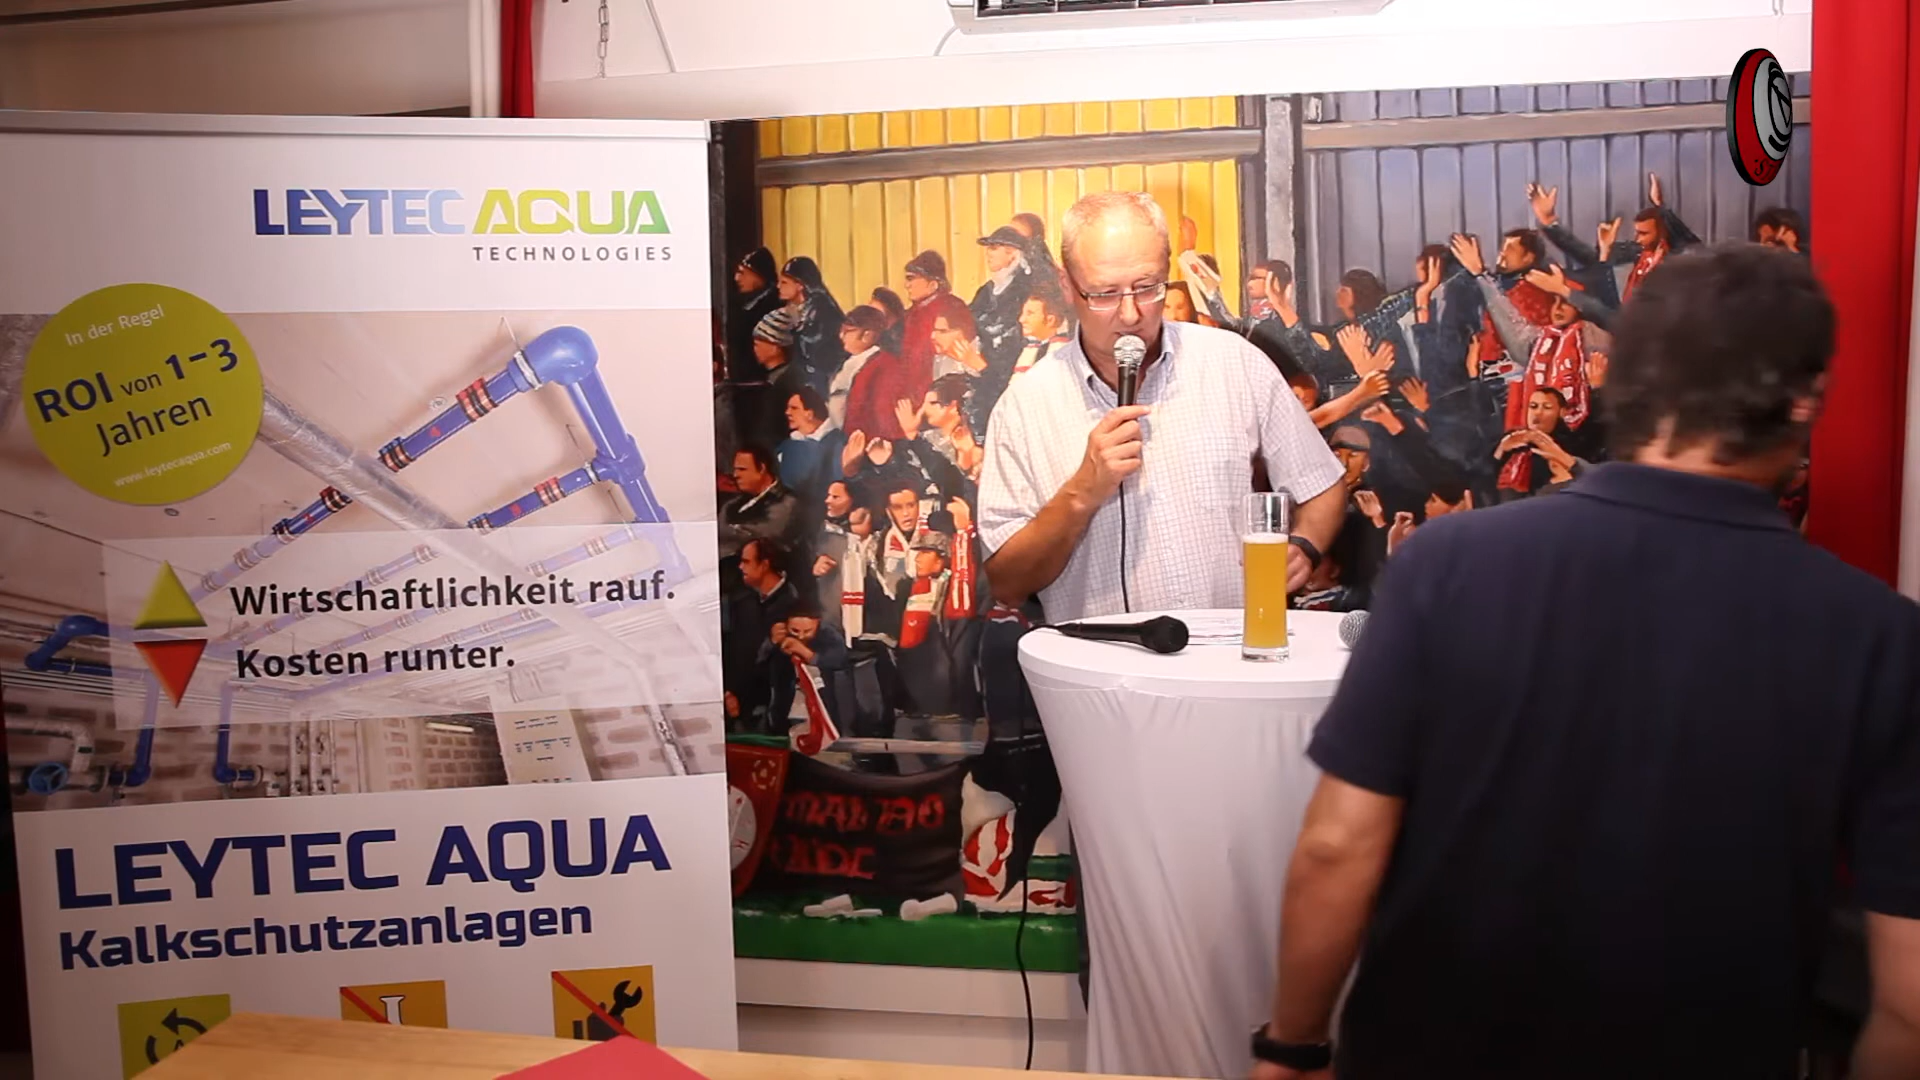 LEYTEC AQUA
TECHNOLOGIES
In der Regel
ROI von 1-3
Jahren
www.leytecaqua.com
Wirtschaftlichkeit rauf.
Kosten runter.
LEYTEC AQUA
Kalkschutzanlagen